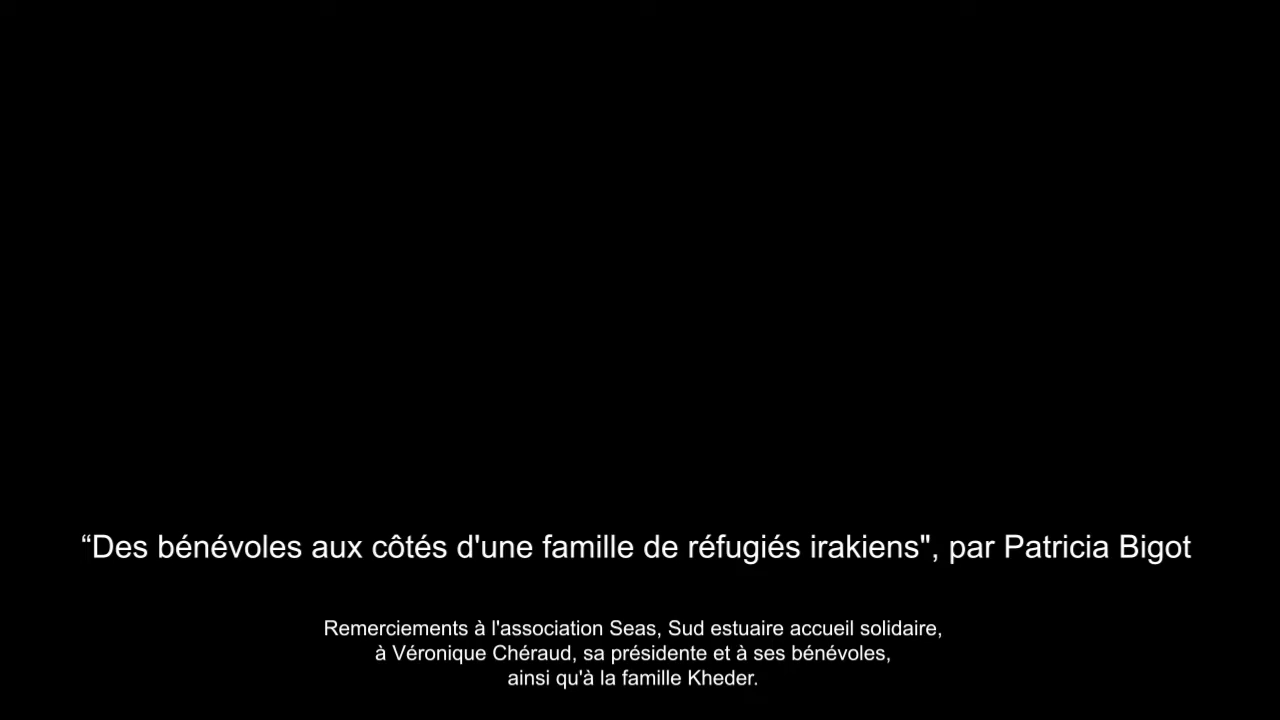 “Des bénévoles aux côtés d'une famille de réfugiés irakiens", par Patricia Bigot
Remerciements à l'association Seas, Sud estuaire accueil solidaire,
à Véronique Chéraud, sa présidente et à ses bénévoles,
ainsi qu'à la famille Kheder.